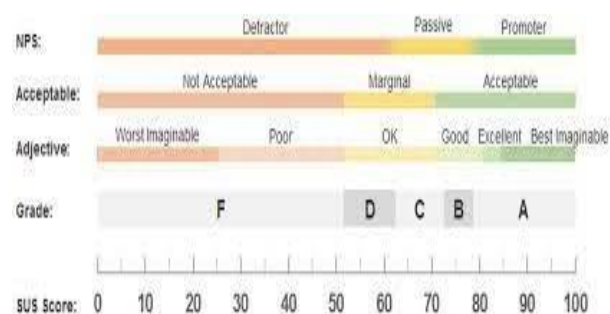 Detractor Passive Promoter
NPS:
Not Acceptable Marginal Acceptable
Acceptable:
Worst Imaginable Poor OK Good Excellent Best Imaginable
Adjective:
Grade: F D C B A
SUS Score: 0 10 20 30 40 50 60 70 80 90 100